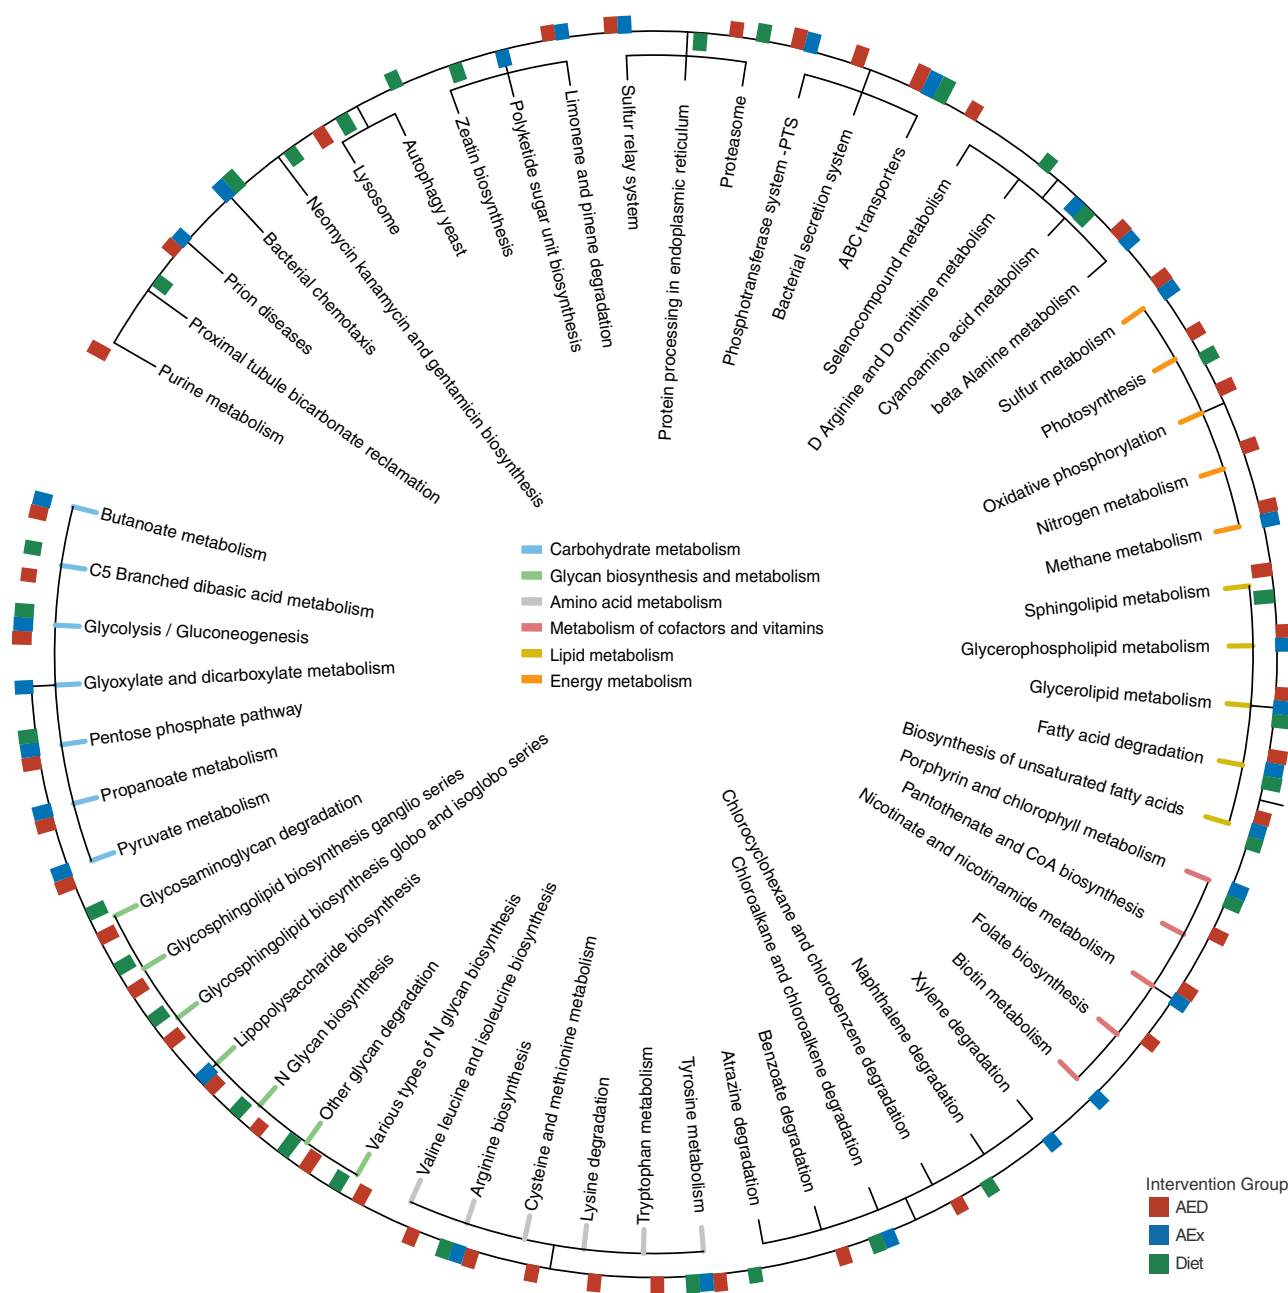 Purine metabolism
Proximal tubule bicarbonate reclamation
Prion diseases
Bacterial chemotaxis
Neomycin kanamycin and gentamicin biosynthesis
Lysosome
Autophagy yeast
Zeatin biosynthesis
Polyketide sugar unit biosynthesis
Limonene and pinene degradation
Sulfur relay system
Protein processing in endoplasmic reticulum
Proteasome
Phosphotransferase system -PTS
Bacterial secretion system
ABC transporters
Selenocompound metabolism
D Arginine and D ornithine metabolism
Cyanoamino acid metabolism
beta Alanine metabolism
Sulfur metabolism
Photosynthesis
Oxidative phosphorylation
Nitrogen metabolism
Methane metabolism
Sphingolipid metabolism
Glycerophospholipid metabolism
Glycerolipid metabolism
Fatty acid degradation
Biosynthesis of unsaturated fatty acids
Porphyrin and chlorophyll metabolism
Pantothenate and CoA biosynthesis
Nicotinate and nicotinamide metabolism
Folate biosynthesis
Biotin metabolism
Xylene degradation
Naphthalene degradation
Chlorocyclohexane and chlorobenzene degradation
Chloroalkane and chloroalkene degradation
Benzoate degradation
Atrazine degradation
Tyrosine metabolism
Tryptophan metabolism
Lysine degradation
Cysteine and methionine metabolism
Arginine biosynthesis
Valine leucine and isoleucine biosynthesis
Various types of N glycan biosynthesis
Other glycan degradation
N Glycan biosynthesis
Lipopolysaccharide biosynthesis
Glycosphingolipid biosynthesis globo and isoglobo series
Glycosphingolipid biosynthesis ganglio series
Glycosaminoglycan degradation
Pyruvate metabolism
Propanoate metabolism
Pentose phosphate pathway
Glyoxylate and dicarboxylate metabolism
Glycolysis / Gluconeogenesis
C5 Branched dibasic acid metabolism
Butanoate metabolism
Carbohydrate metabolism
Glycan biosynthesis and metabolism
Amino acid metabolism
Metabolism of cofactors and vitamins
Lipid metabolism
Energy metabolism
Intervention Group
AED
AEx
Diet